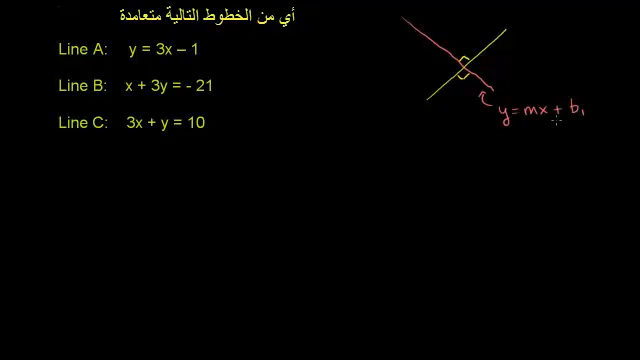 أي من الخطوط التالية متعامدة
Line A: y = 3x – 1
Line B: x + 3y = - 21
Line C: 3x + y = 10
y = mx + b₁